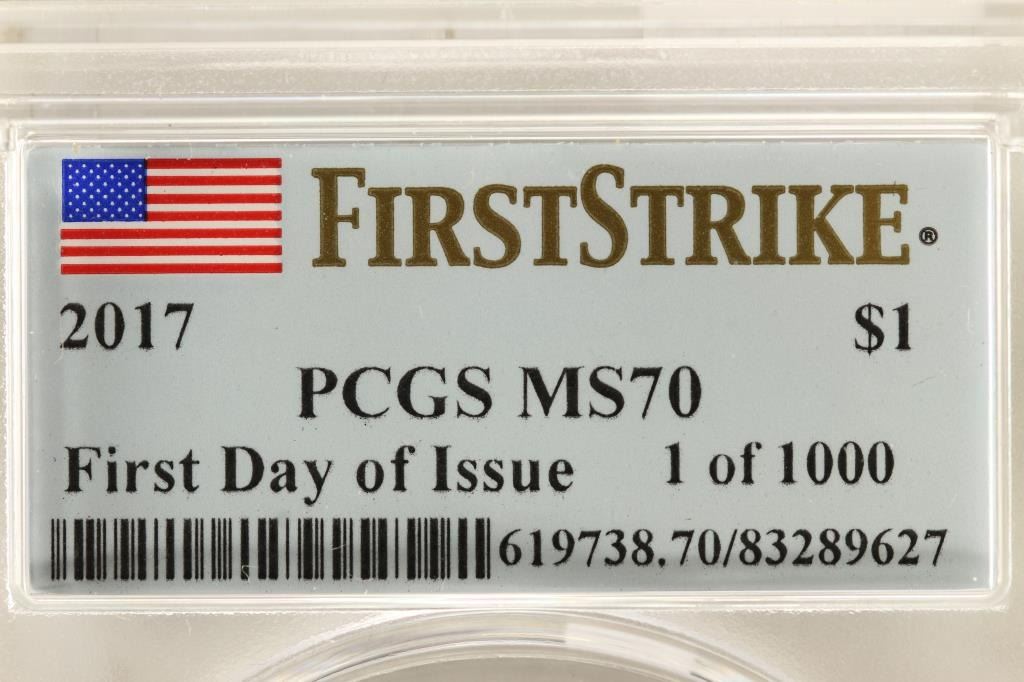 FIRSTSTRIKE®
2017 $1
PCGS MS70
First Day of Issue 1 of 1000
619738.70/83289627